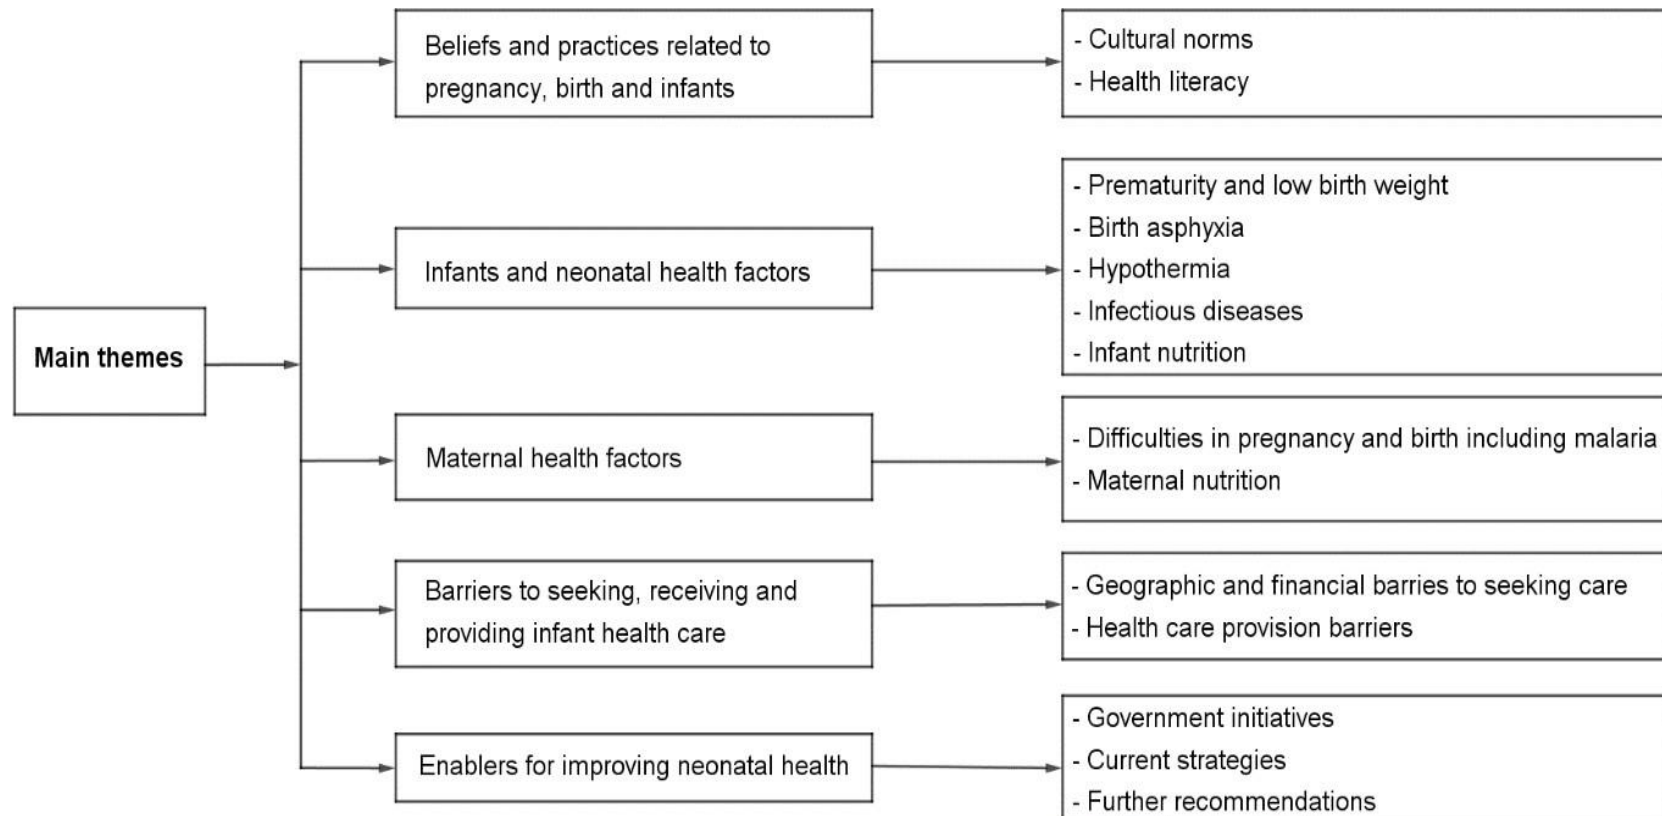 Main themes
Beliefs and practices related to
pregnancy, birth and infants
- Cultural norms
- Health literacy
Infants and neonatal health factors
- Prematurity and low birth weight
- Birth asphyxia
- Hypothermia
- Infectious diseases
- Infant nutrition
Maternal health factors
- Difficulties in pregnancy and birth including malaria
- Maternal nutrition
Barriers to seeking, receiving and
providing infant health care
- Geographic and financial barries to seeking care
- Health care provision barriers
Enablers for improving neonatal health
- Government initiatives
- Current strategies
- Further recommendations